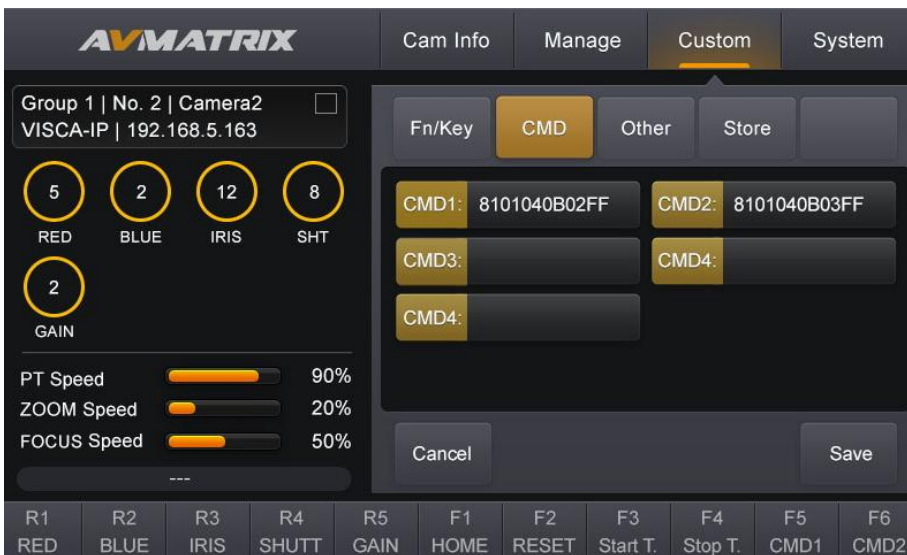 AVMATRIX
Cam Info Manage Custom System
Group 1 | No. 2 | Camera2
VISCA-IP | 192.168.5.163
Fn/Key CMD Other Store
5 2 12 8
RED BLUE IRIS SHT
2
GAIN
CMD1: 8101040B02FF CMD2: 8101040B03FF
CMD3: CMD4:
CMD4:
PT Speed 90%
ZOOM Speed 20%
FOCUS Speed 50%
---
Cancel Save
R1 R2 R3 R4 R5 F1 F2 F3 F4 F5 F6
RED BLUE IRIS SHUTT GAIN HOME RESET Start T. Stop T. CMD1 CMD2